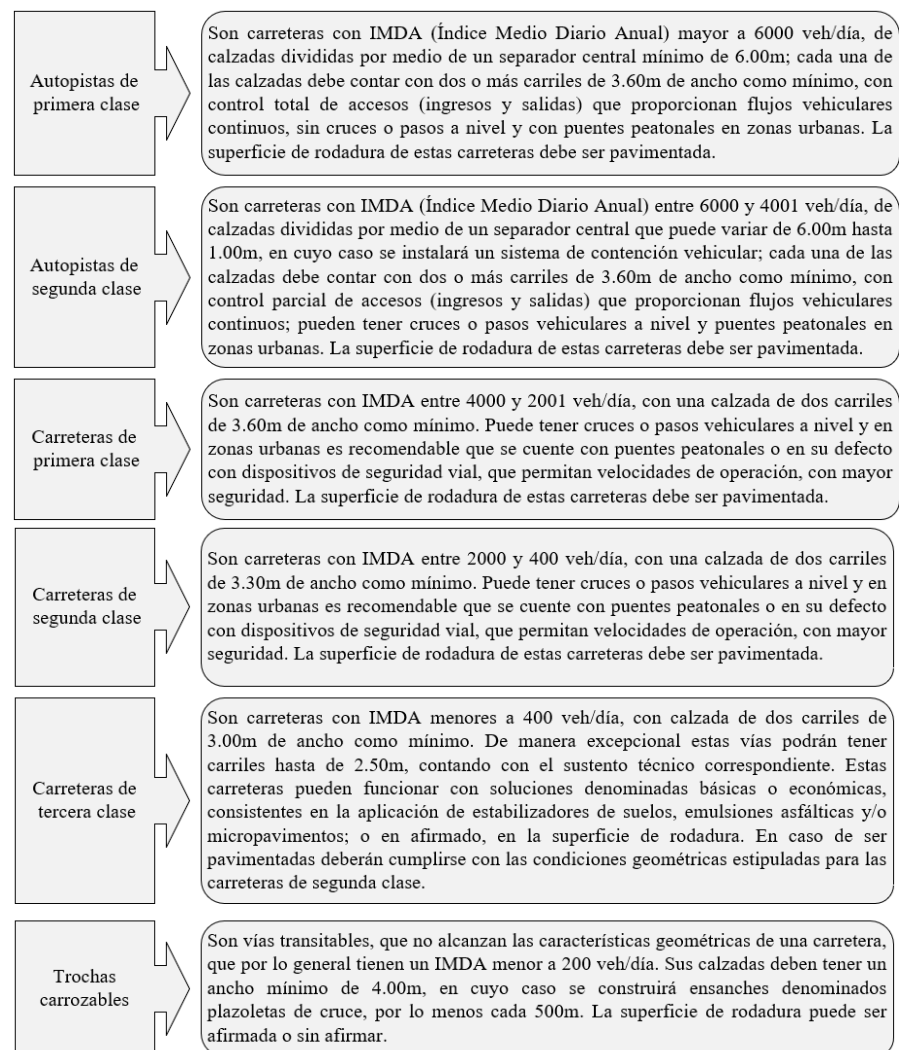 Autopistas de
primera clase
Son carreteras con IMDA (Índice Medio Diario Anual) mayor a 6000 veh/día, de
calzadas divididas por medio de un separador central mínimo de 6.00m; cada una de
las calzadas debe contar con dos o más carriles de 3.60m de ancho como mínimo, con
control total de accesos (ingresos y salidas) que proporcionan flujos vehiculares
continuos, sin cruces o pasos a nivel y con puentes peatonales en zonas urbanas. La
superficie de rodadura de estas carreteras debe ser pavimentada.
Autopistas de
segunda clase
Son carreteras con IMDA (Índice Medio Diario Anual) entre 6000 y 4001 veh/día, de
calzadas divididas por medio de un separador central que puede variar de 6.00m hasta
1.00m, en cuyo caso se instalará un sistema de contención vehicular; cada una de las
calzadas debe contar con dos o más carriles de 3.60m de ancho como mínimo, con
control parcial de accesos (ingresos y salidas) que proporcionan flujos vehiculares
continuos; pueden tener cruces o pasos vehiculares a nivel y puentes peatonales en
zonas urbanas. La superficie de rodadura de estas carreteras debe ser pavimentada.
Carreteras de
primera clase
Son carreteras con IMDA entre 4000 y 2001 veh/día, con una calzada de dos carriles
de 3.60m de ancho como mínimo. Puede tener cruces o pasos vehiculares a nivel y en
zonas urbanas es recomendable que se cuente con puentes peatonales o en su defecto
con dispositivos de seguridad vial, que permitan velocidades de operación, con mayor
seguridad. La superficie de rodadura de estas carreteras debe ser pavimentada.
Carreteras de
segunda clase
Son carreteras con IMDA entre 2000 y 400 veh/día, con una calzada de dos carriles
de 3.30m de ancho como mínimo. Puede tener cruces o pasos vehiculares a nivel y en
zonas urbanas es recomendable que se cuente con puentes peatonales o en su defecto
con dispositivos de seguridad vial, que permitan velocidades de operación, con mayor
seguridad. La superficie de rodadura de estas carreteras debe ser pavimentada.
Carreteras de
tercera clase
Son carreteras con IMDA menores a 400 veh/día, con calzada de dos carriles de
3.00m de ancho como mínimo. De manera excepcional estas vías podrán tener
carriles hasta de 2.50m, contando con el sustento técnico correspondiente. Estas
carreteras pueden funcionar con soluciones denominadas básicas o económicas,
consistentes en la aplicación de estabilizadores de suelos, emulsiones asfálticas y/o
micropavimentos; o en afirmado, en la superficie de rodadura. En caso de ser
pavimentadas deberán cumplirse con las condiciones geométricas estipuladas para las
carreteras de segunda clase.
Trochas
carrozables
Son vías transitables, que no alcanzan las características geométricas de una carretera,
que por lo general tienen un IMDA menor a 200 veh/día. Sus calzadas deben tener un
ancho mínimo de 4.00m, en cuyo caso se construirá ensanches denominados
plazoletas de cruce, por lo menos cada 500m. La superficie de rodadura puede ser
afirmada o sin afirmar.